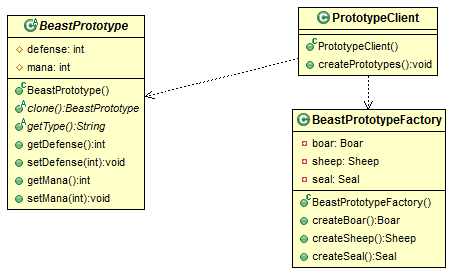 BeastPrototype
defense: int
mana: int
BeastPrototype()
clone():BeastPrototype
getType():String
getDefense():int
setDefense(int):void
getMana():int
setMana(int):void
PrototypeClient
PrototypeClient()
createPrototypes():void
BeastPrototypeFactory
boar: Boar
sheep: Sheep
seal: Seal
BeastPrototypeFactory()
createBoar():Boar
createSheep():Sheep
createSeal():Seal